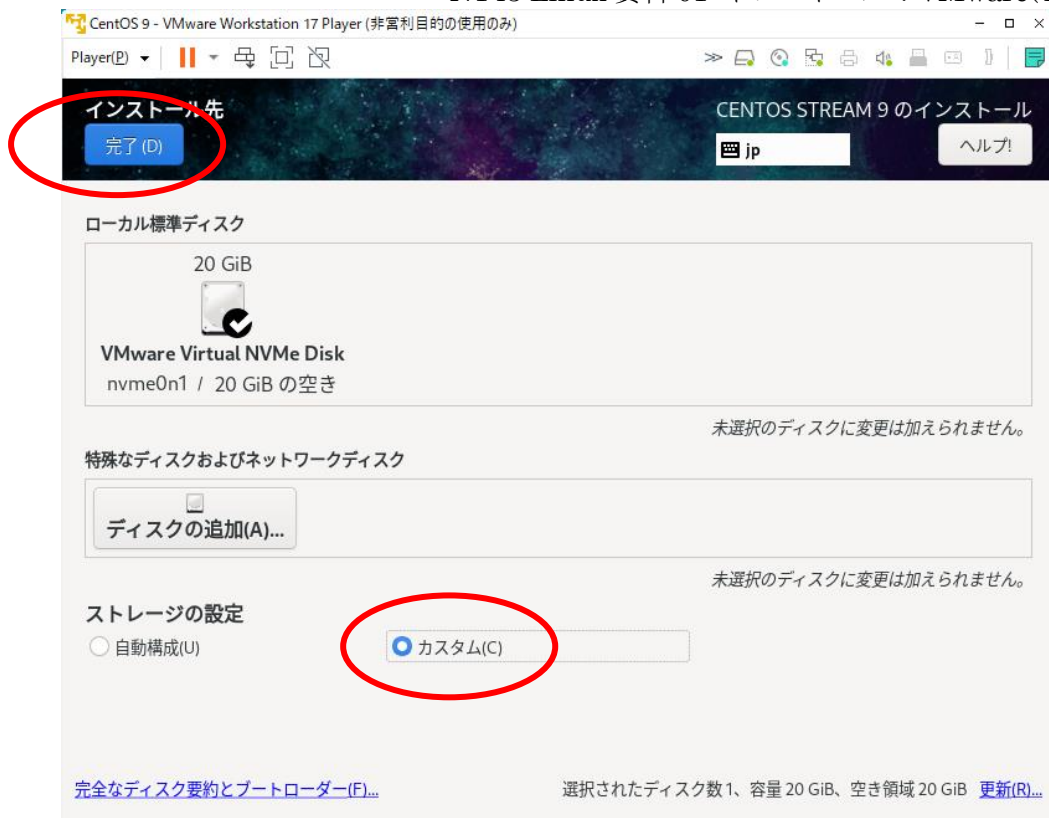 CentOS 9 - VMware Workstation 17 Player (非営利目的の使用のみ)
Player(P)
インストール先
CENTOS STREAM 9 のインストール
完了(D)
jp
ヘルプ!
ローカル標準ディスク
20 GiB
VMware Virtual NVMe Disk
nvme0n1 / 20 GiB の空き
未選択のディスクに変更は加えられません。
特殊なディスクおよびネットワークディスク
ディスクの追加(A)...
未選択のディスクに変更は加えられません。
ストレージの設定
自動構成(U)
カスタム(C)
完全なディスク要約とブートローダー(F)...
選択されたディスク数 1、容量 20 GiB、空き領域 20 GiB 更新(R)...